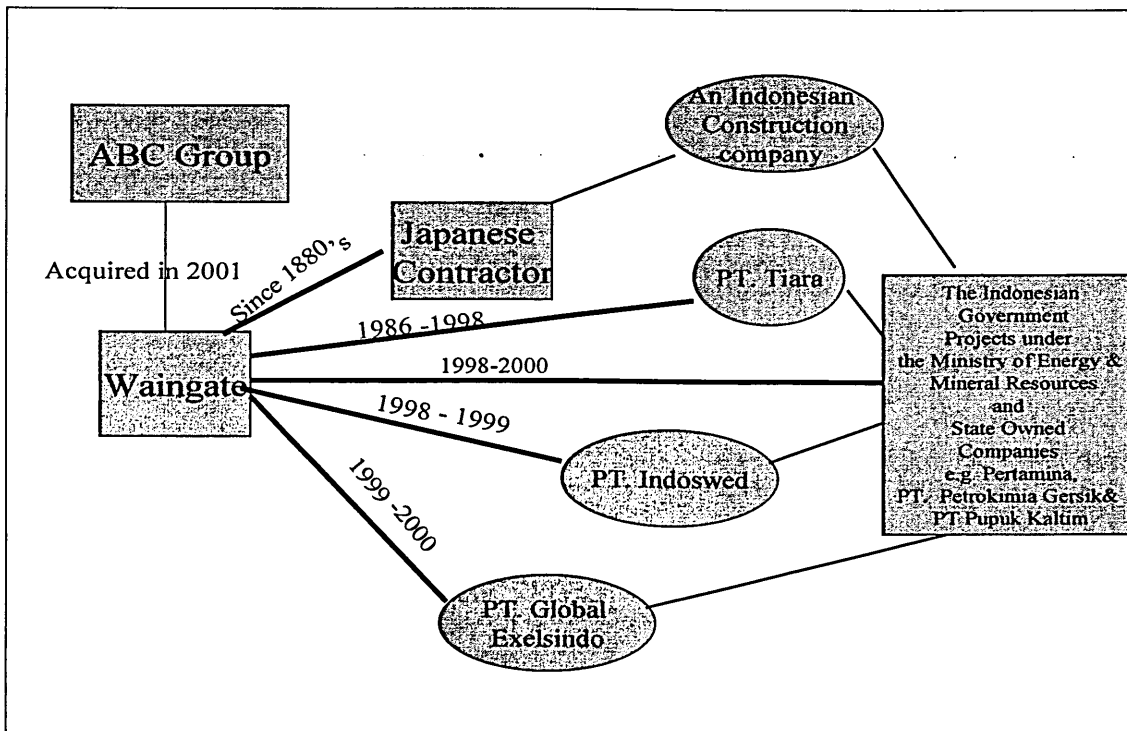 An Indonesian
Construction
company
ABC Group
Japanese
Contractor
Acquired in 2001
Since 1880's
PT. Tiara
1986 -1998
The Indonesian
Government
Projects under
the Ministry of Energy &
Mineral Resources
and
State Owned
Companies
e.g. Pertamina,
PT. Petrokimia Gersik&
PT Pupuk Kaltim
Waingate
1998-2000
1998 - 1999
PT. Indoswed
1999 -2000
PT. Global
Exelsindo